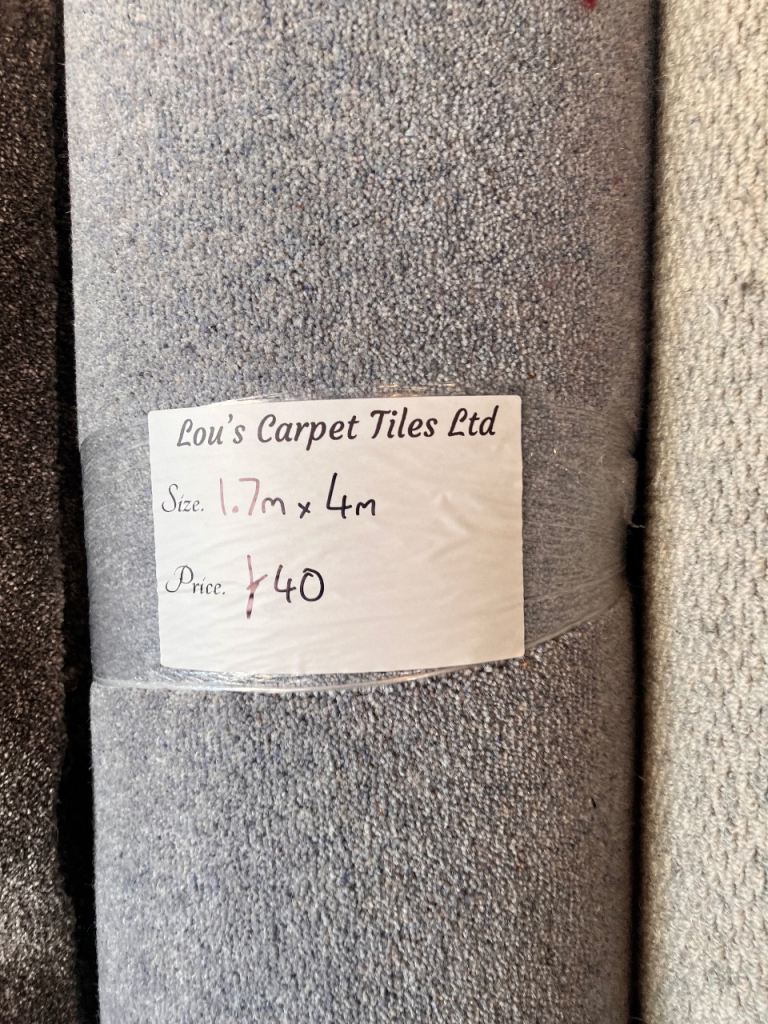 Lou's Carpet Tiles Ltd
Size. 1.7m x 4m
Price. £40